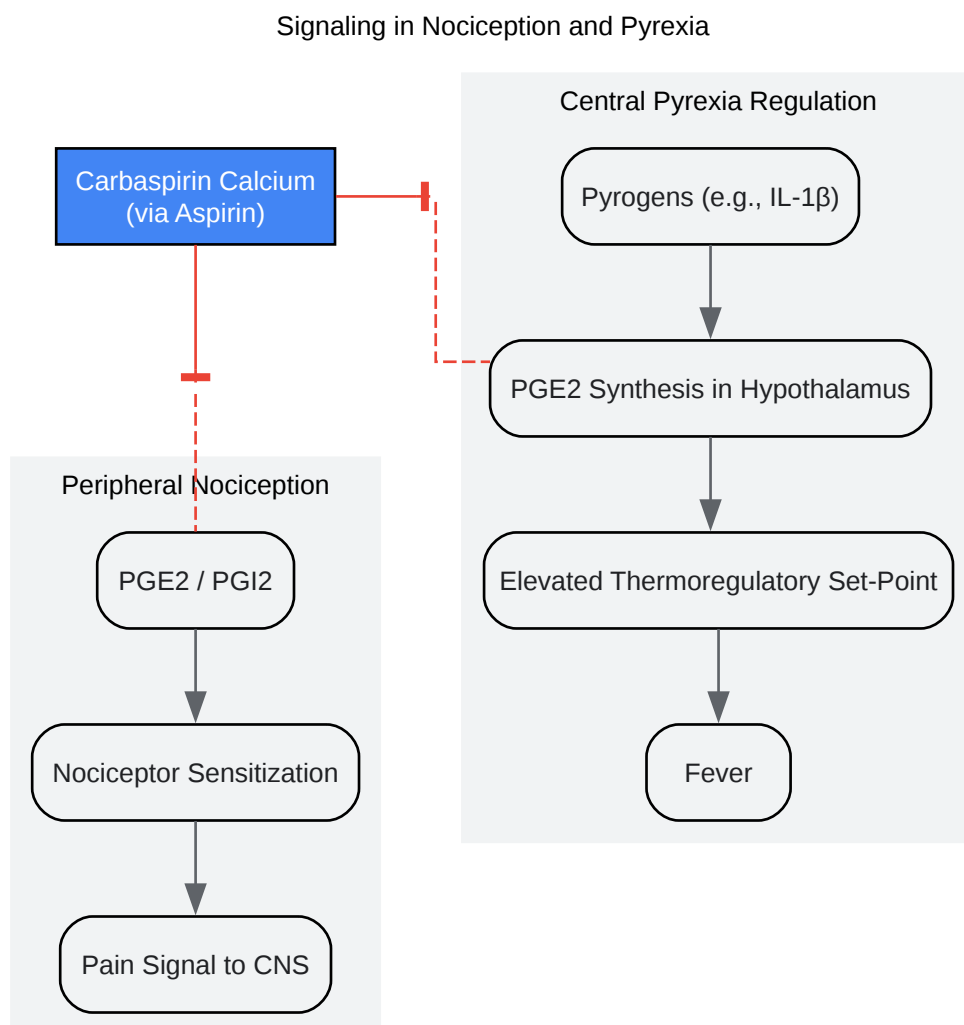 Signaling in Nociception and Pyrexia
Central Pyrexia Regulation
Carbaspirin Calcium
(via Aspirin)
Pyrogens (e.g., IL-1β)
PGE2 Synthesis in Hypothalamus
Elevated Thermoregulatory Set-Point
Fever
Peripheral Nociception
PGE2 / PGI2
Nociceptor Sensitization
Pain Signal to CNS